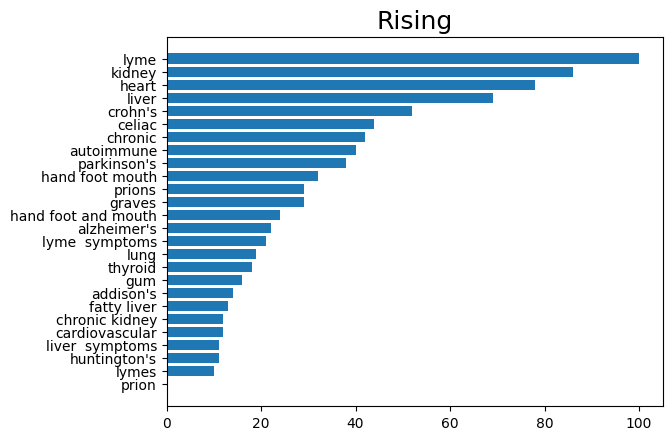 Rising
lyme
kidney
heart
liver
crohn's
celiac
chronic
autoimmune
parkinson's
hand foot mouth
prions
graves
hand foot and mouth
alzheimer's
lyme  symptoms
lung
thyroid
gum
addison's
fatty liver
chronic kidney
cardiovascular
liver  symptoms
huntington's
lymes
prion
0 20 40 60 80 100